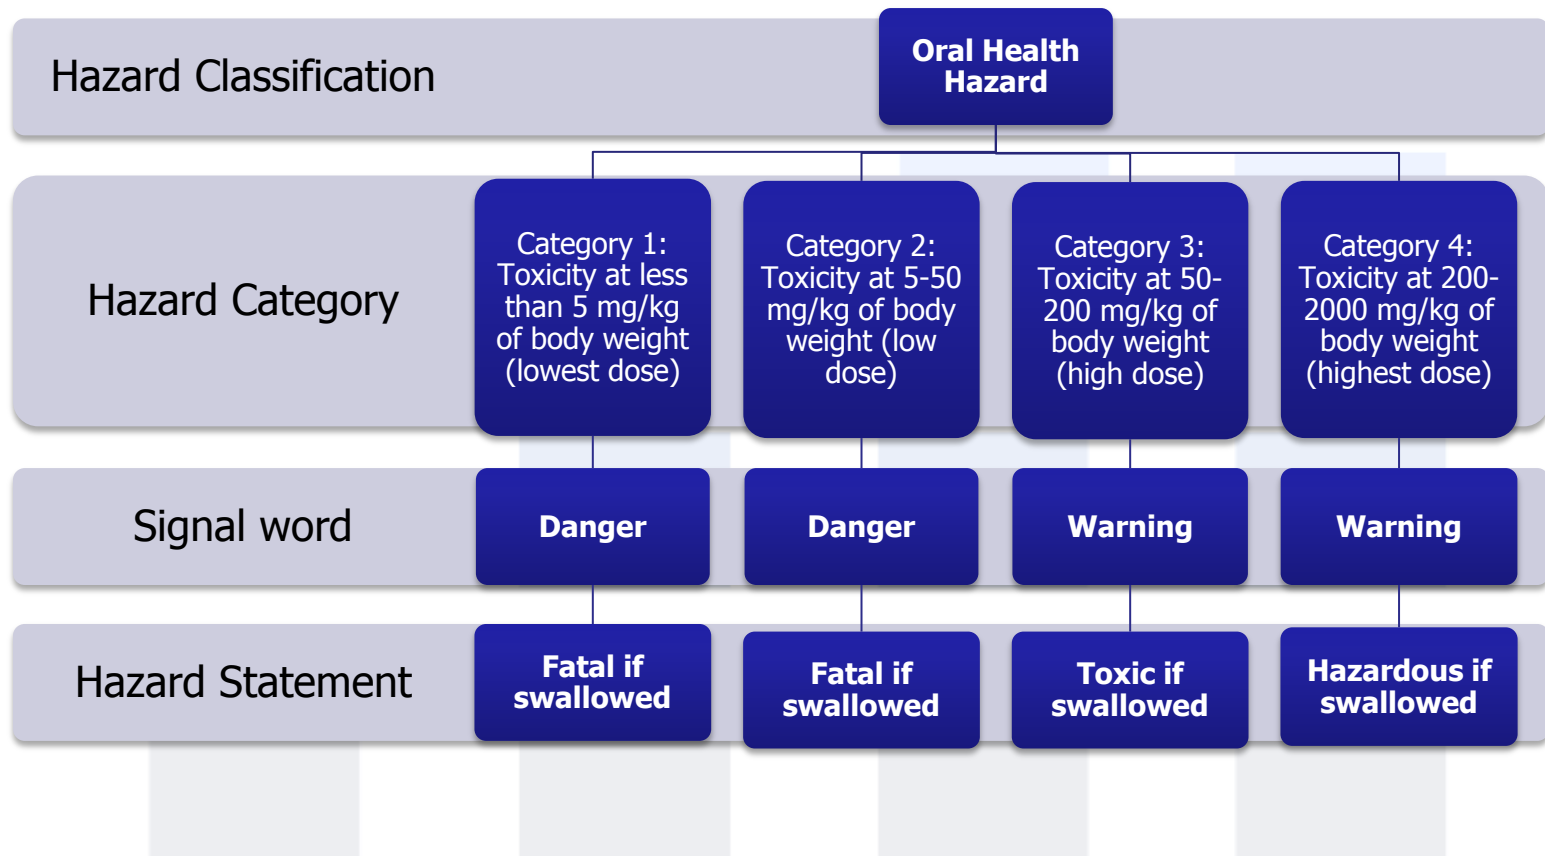 Hazard Classification
Oral Health
Hazard
Hazard Category
Category 1:
Toxicity at less
than 5 mg/kg
of body weight
(lowest dose)
Category 2:
Toxicity at 5-50
mg/kg of body
weight (low
dose)
Category 3:
Toxicity at 50-
200 mg/kg of
body weight
(high dose)
Category 4:
Toxicity at 200-
2000 mg/kg of
body weight
(highest dose)
Signal word
Danger
Danger
Warning
Warning
Hazard Statement
Fatal if
swallowed
Fatal if
swallowed
Toxic if
swallowed
Hazardous if
swallowed